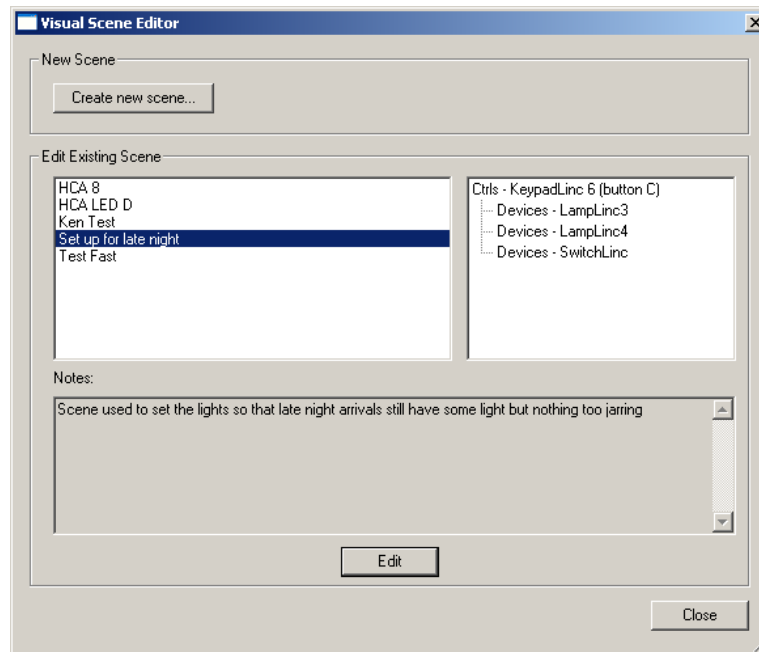 Visual Scene Editor
New Scene
Create new scene...
Edit Existing Scene
HCA 8
HCA LED D
Ken Test
Set up for late night
Test Fast
Ctrls - KeypadLinc 6 (button C)
Devices - LampLinc3
Devices - LampLinc4
Devices - SwitchLinc
Notes:
Scene used to set the lights so that late night arrivals still have some light but nothing too jarring
Edit
Close